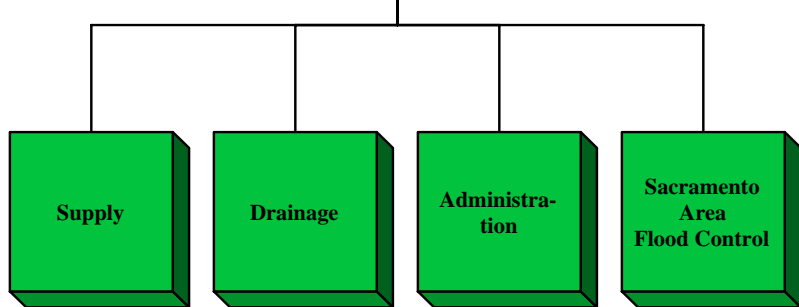 Supply
Drainage
Administra-
tion
Sacramento
Area
Flood Control